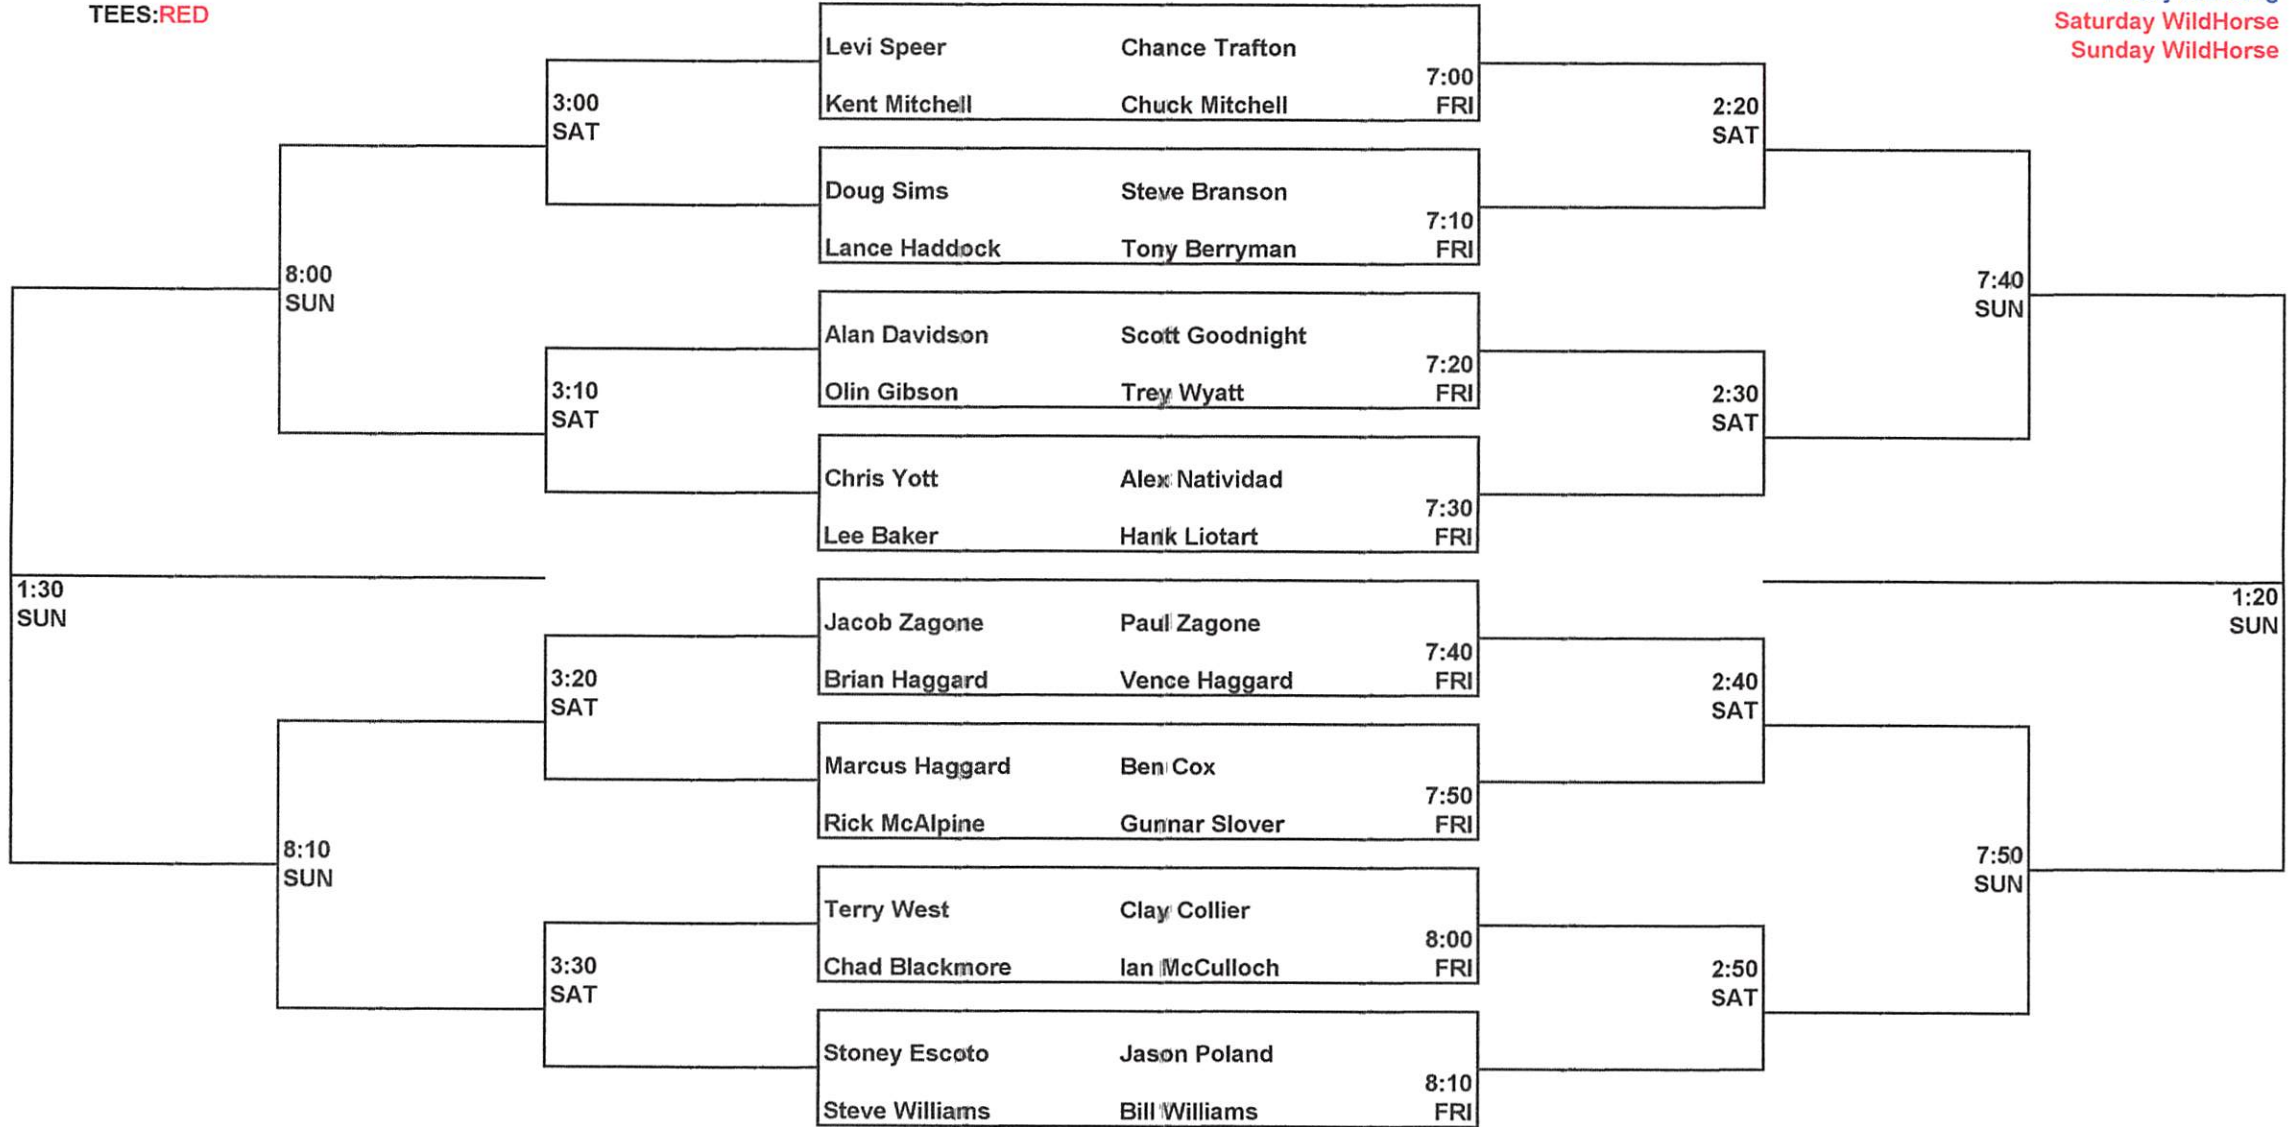 TEES:RED
Saturday WildHorse
Sunday WildHorse
Levi Speer Chance Trafton
7:00
Kent Mitchell Chuck Mitchell FRI
3:00
SAT
2:20
SAT
Doug Sims Steve Branson
7:10
Lance Haddock Tony Berryman FRI
8:00
SUN
7:40
SUN
Alan Davidson Scott Goodnight
7:20
Olin Gibson Trey Wyatt FRI
3:10
SAT
2:30
SAT
Chris Yott Alex Natividad
7:30
Lee Baker Hank Liotart FRI
1:30
SUN
1:20
SUN
Jacob Zagone Paul Zagone
7:40
Brian Haggard Vence Haggard FRI
3:20
SAT
2:40
SAT
Marcus Haggard Ben Cox
7:50
Rick McAlpine Gunnar Slover FRI
8:10
SUN
7:50
SUN
Terry West Clay Collier
8:00
Chad Blackmore Ian McCulloch FRI
3:30
SAT
2:50
SAT
Stoney Escoto Jason Poland
8:10
Steve Williams Bill Williams FRI